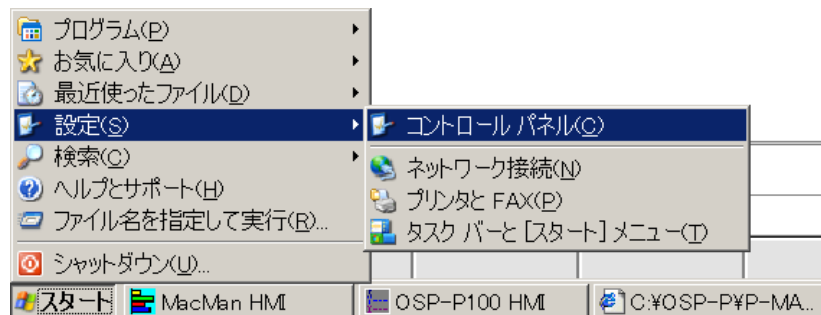 プログラム(P)
お気に入り(A)
最近使ったファイル(D)
設定(S)
検索(C)
ヘルプとサポート(H)
ファイル名を指定して実行(R)...
シャットダウン(U)...
コントロール パネル(C)
ネットワーク接続(N)
プリンタと FAX(P)
タスク バーと [スタート] メニュー(T)
スタート
MacMan HMI
OSP-P100 HMI
C:¥OSP-P¥P-MA...